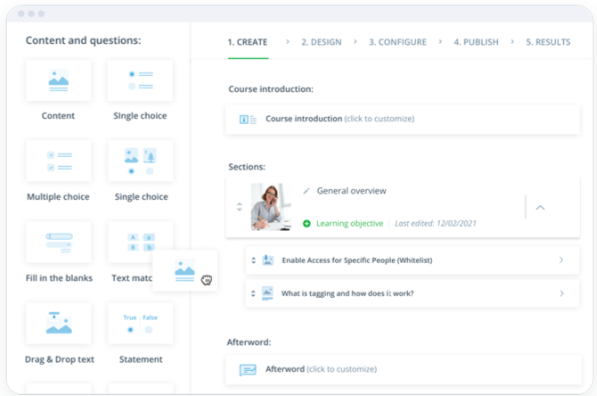 Content and questions:
Content
SIngle choice
Multiple choice
Single choice
Fill in the blanks
Text matc
A B
B
Drag & Drop text
True False
Statement
1. CREATE > 2. DESIGN > 3. CONFIGURE > 4. PUBLISH > 5. RESULTS
Course introduction:
Course introduction (click to customize)
Sections:
General overview
Learning objective | Last edited: 12/02/2021
Enable Access for Specific People (Whitelist)
What is tagging and how does it work?
Afterword:
Afterword (click to customize)